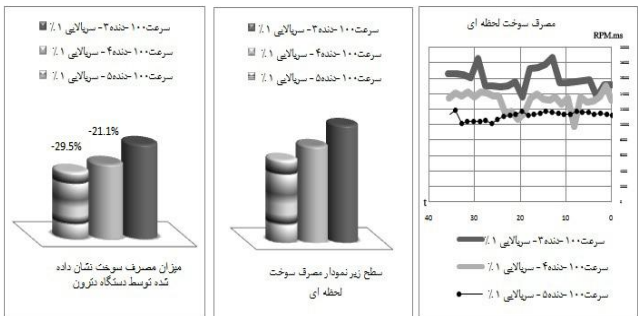 مصرف سوخت لحظه ای
RPM.ms
t
40
30
20
10
0
سرعت۱۰۰-دنده۳- سربالایی ۱٪
سرعت۱۰۰-دنده۴- سربالایی ۱٪
سرعت۱۰۰-دنده۵- سربالایی ۱٪
سرعت۱۰۰-دنده۳- سربالایی ۱٪
سرعت۱۰۰-دنده۴- سربالایی ۱٪
سرعت۱۰۰-دنده۵- سربالایی ۱٪
سطح زیر نمودار مصرف سوخت
لحظه ای
سرعت۱۰۰-دنده۳- سربالایی ۱٪
سرعت۱۰۰-دنده۴- سربالایی ۱٪
سرعت۱۰۰-دنده۵- سربالایی ۱٪
-21.1%
-29.5%
میزان مصرف سوخت نشان داده
شده توسط دستگاه دترون